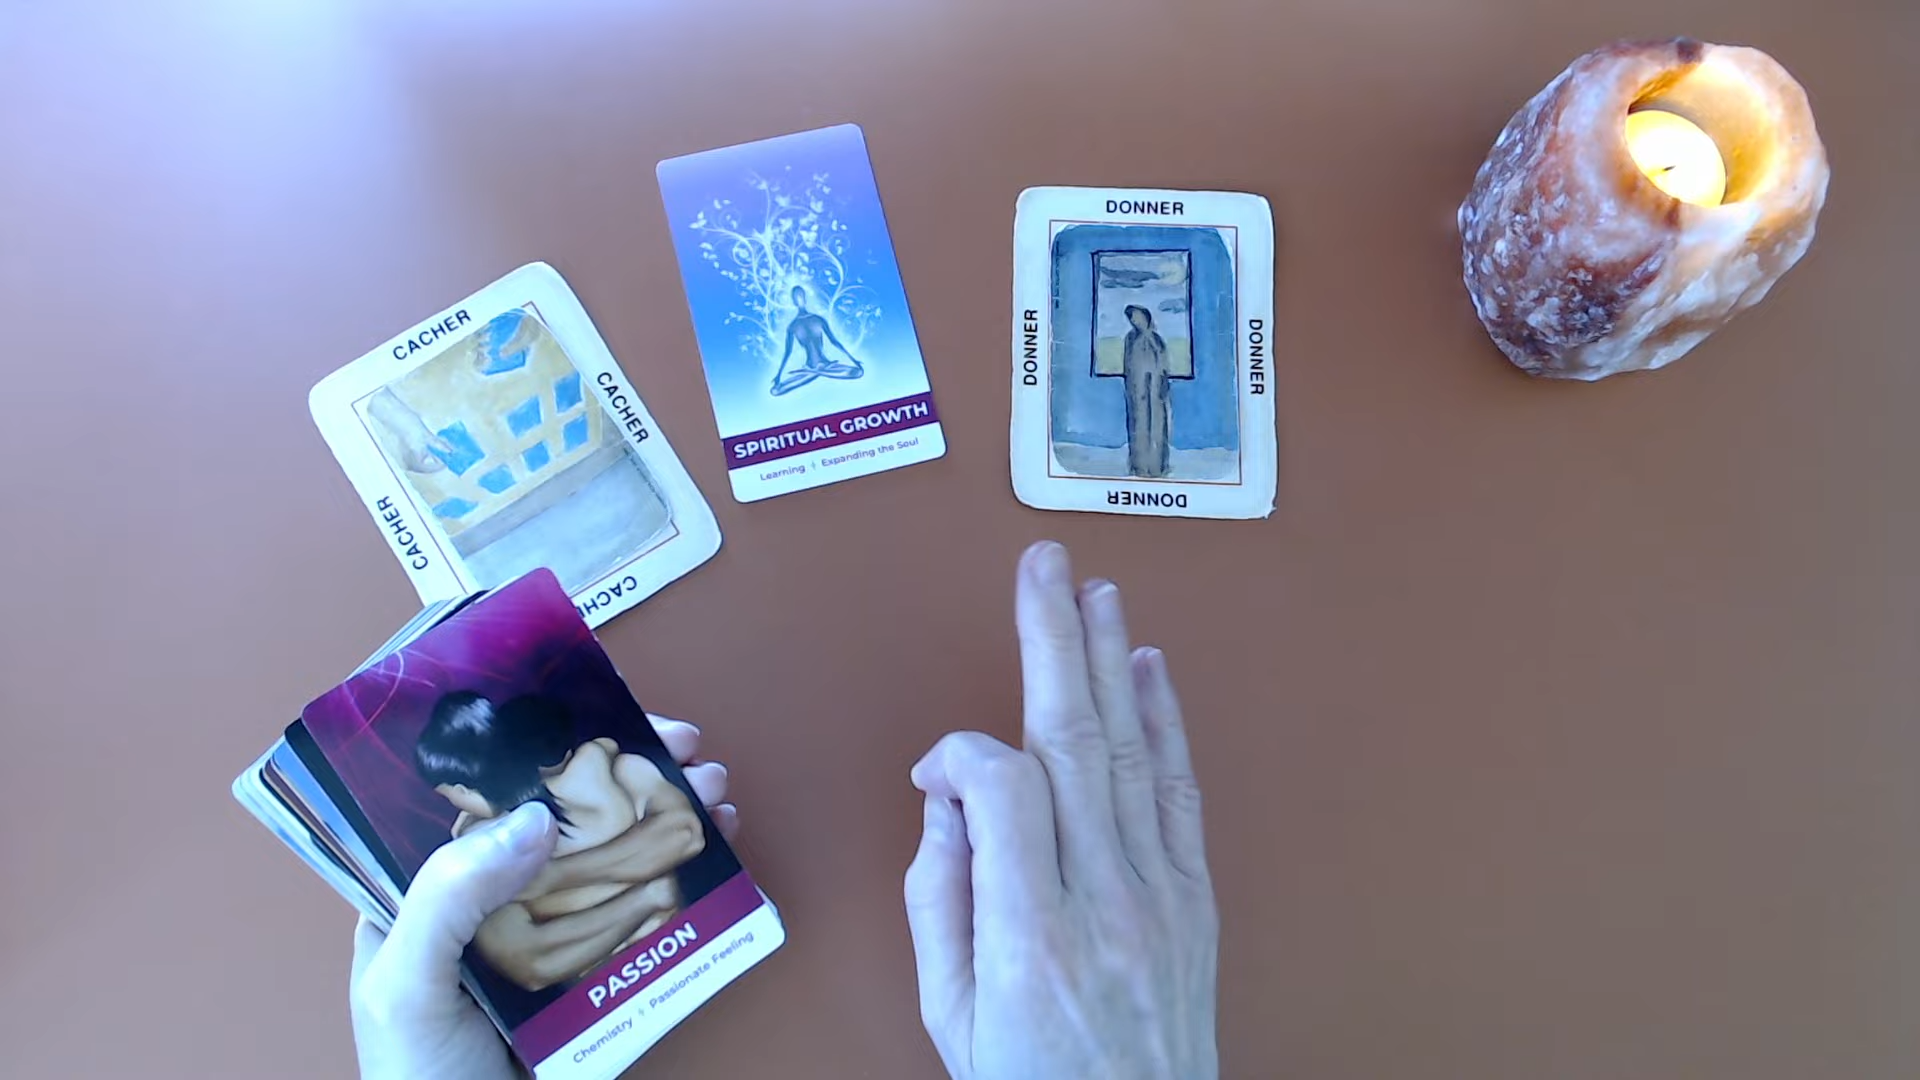 CACHER
CACHER
CACHER
CACHE
SPIRITUAL GROWTH
Learning Expanding the Soul
DONNER
DONNER
DONNER
DONNER
PASSION
Chemistry Passionate Feeling